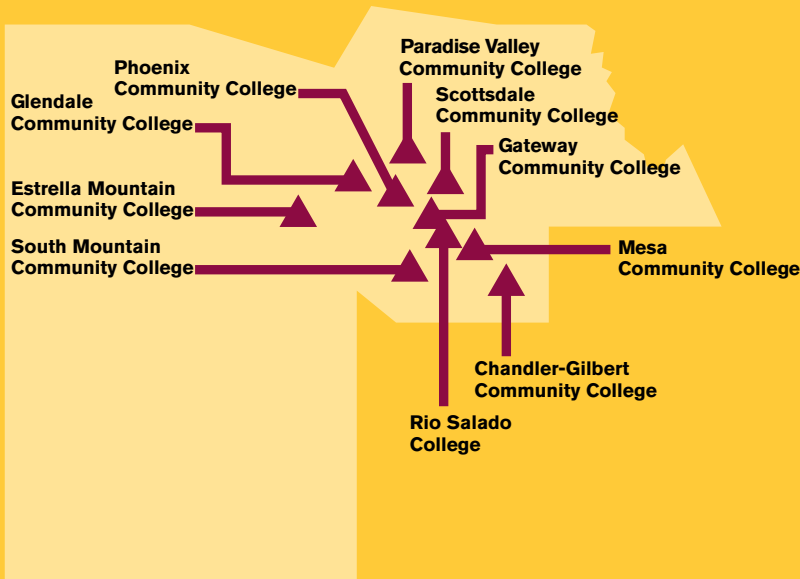 Paradise Valley
Community College
Phoenix
Community College
Scottsdale
Community College
Glendale
Community College
Gateway
Community College
Estrella Mountain
Community College
South Mountain
Community College
Mesa
Community College
Chandler-Gilbert
Community College
Rio Salado
College